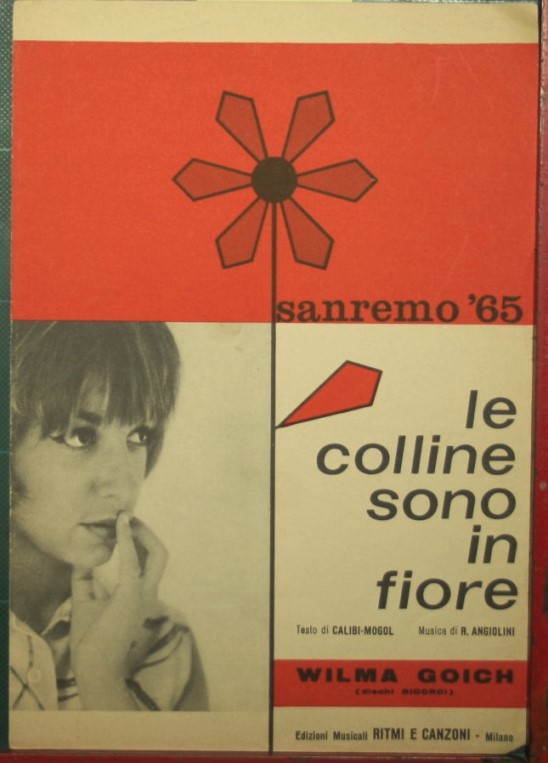 sanremo '65
le
colline
sono
in
fiore
Testo di CALIBI-MOGOL Musica di R. ANGIOLINI
WILMA GOICH
(dischi RICORDI)
Edizioni Musicali RITMI E CANZONI - Milano